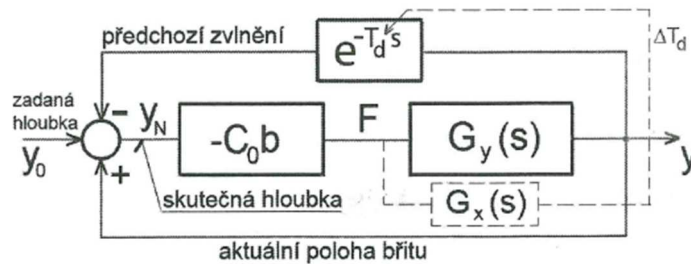 předchozí zvlnění
e^-T_d s
ΔT_d
zadaná
hloubka
y_0
-
+
y_N
-C_0b
F
G_y(s)
y
skutečná hloubka
G_x(s)
aktuální poloha břitu